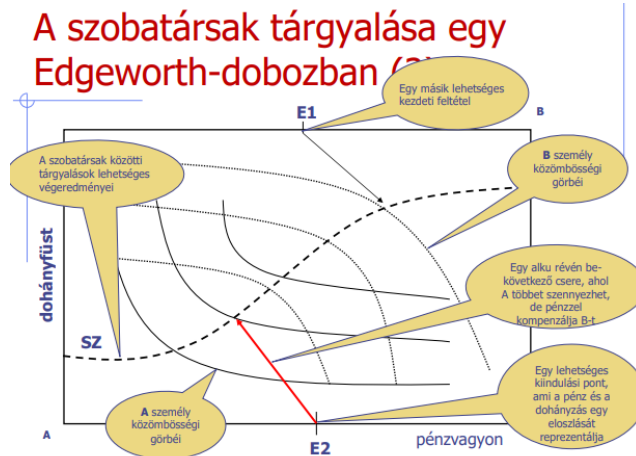 A szobatársak tárgyalása egy
Edgeworth-dobozban
E1
Egy másik lehetséges
kezdeti feltétel
B
A szobatársak közötti
tárgyalások lehetséges
végeredményei
B személy
közömbösségi
görbéi
dohányfüst
Egy alku révén be-
következő csere, ahol
A többet szennyezhet,
de pénzzel
kompenzálja B-t
SZ
Egy lehetséges
kiindulási pont,
ami a pénz és a
dohányzás egy
eloszlását
reprezentálja
A személy
közömbösségi
görbéi
A
E2
pénzvagyon